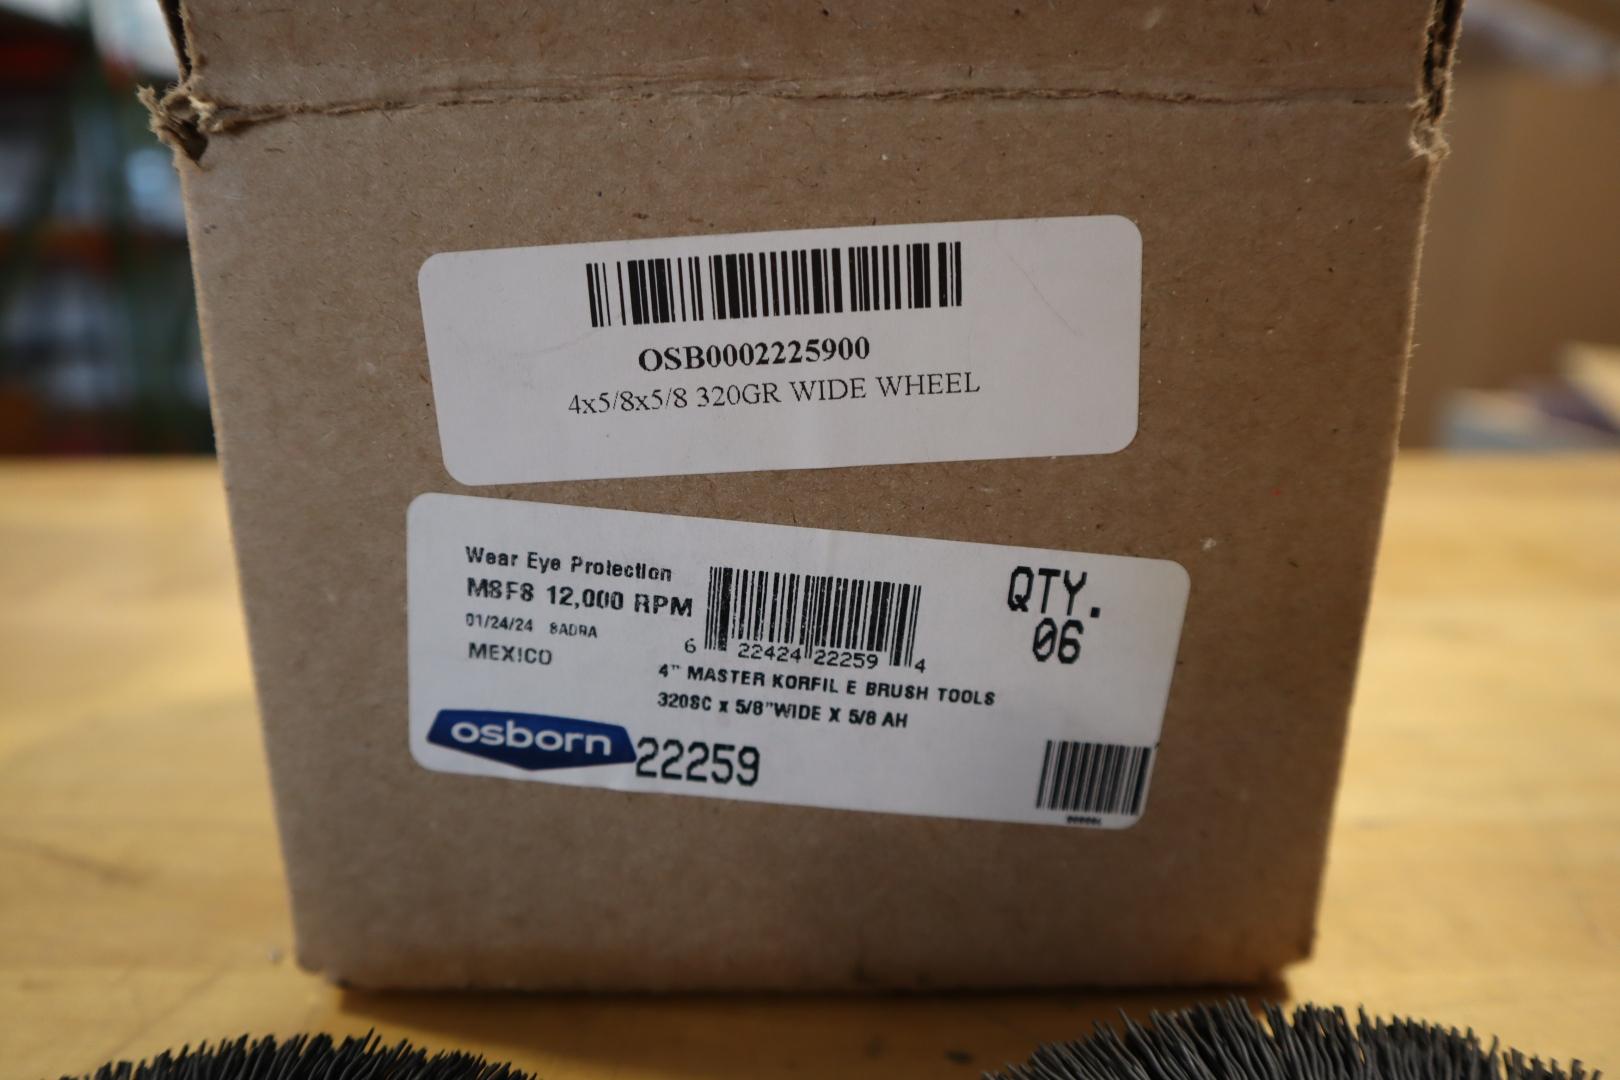 OSB0002225900
4x5/8x5/8 320GR WIDE WHEEL
Wear Eye Protection
MSFS 12,000 RPM
01/24/24 8ADRA
MEXICO
6 22424 22259 4
QTY.
06
4" MASTER KORFIL E BRUSH TOOLS
320SC x 5/8"WIDE X 5/8 AH
osborn 22259